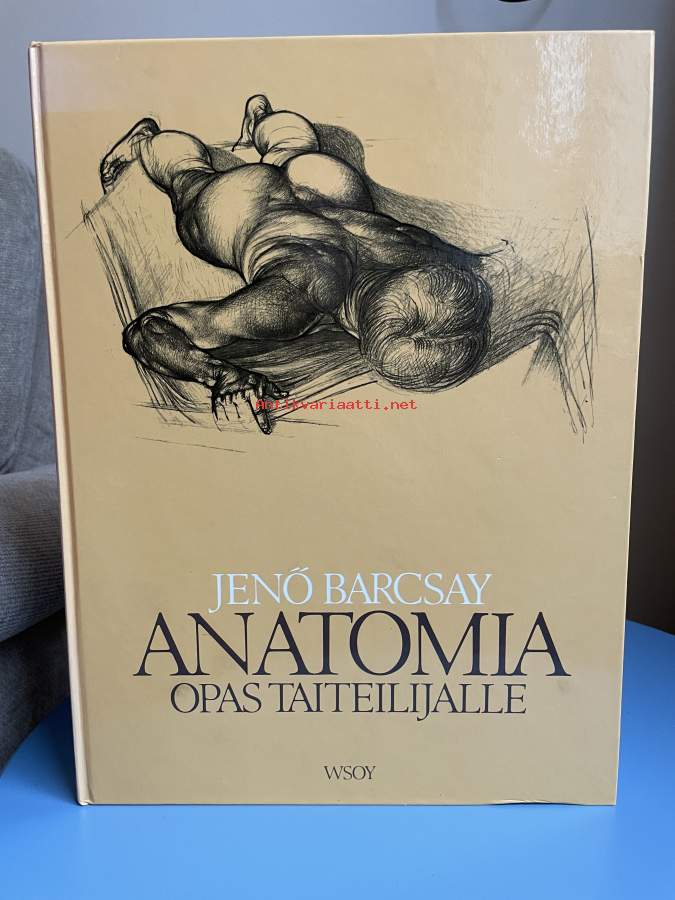 Antikvariaatti.net
JENŐ BARCSAY
ANATOMIA
OPAS TAITEILIJALLE
WSOY